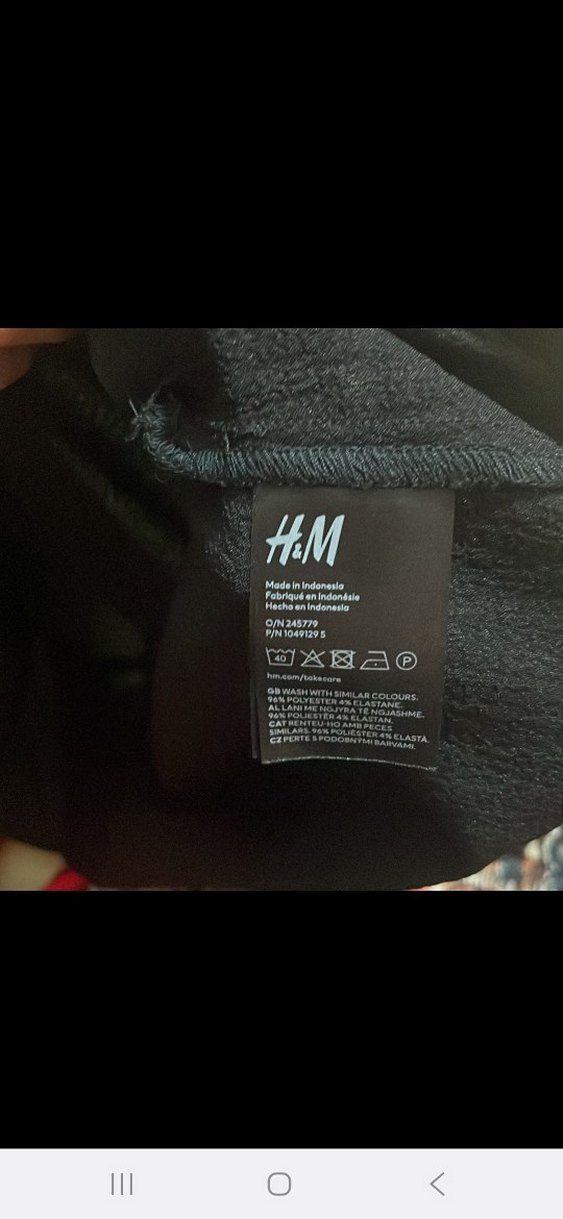 H&M
Made in Indonesia
Fabriqué en Indonésie
Hecho en Indonesia
O/N 245779
P/N 1049129 5
40
P
hm.com/takecare
GB WASH WITH SIMILAR COLOURS.
96% POLYESTER 4% ELASTANE.
AL LANI ME NGJYRA TË NGJASHME.
96% POLIESTËR 4% ELASTAN.
CAT RENTEU-HO AMB PECES
SIMILARS. 96% POLIÈSTER 4% ELASTÀ.
CZ PERTE S PODOBNÝMI BARVAMI.